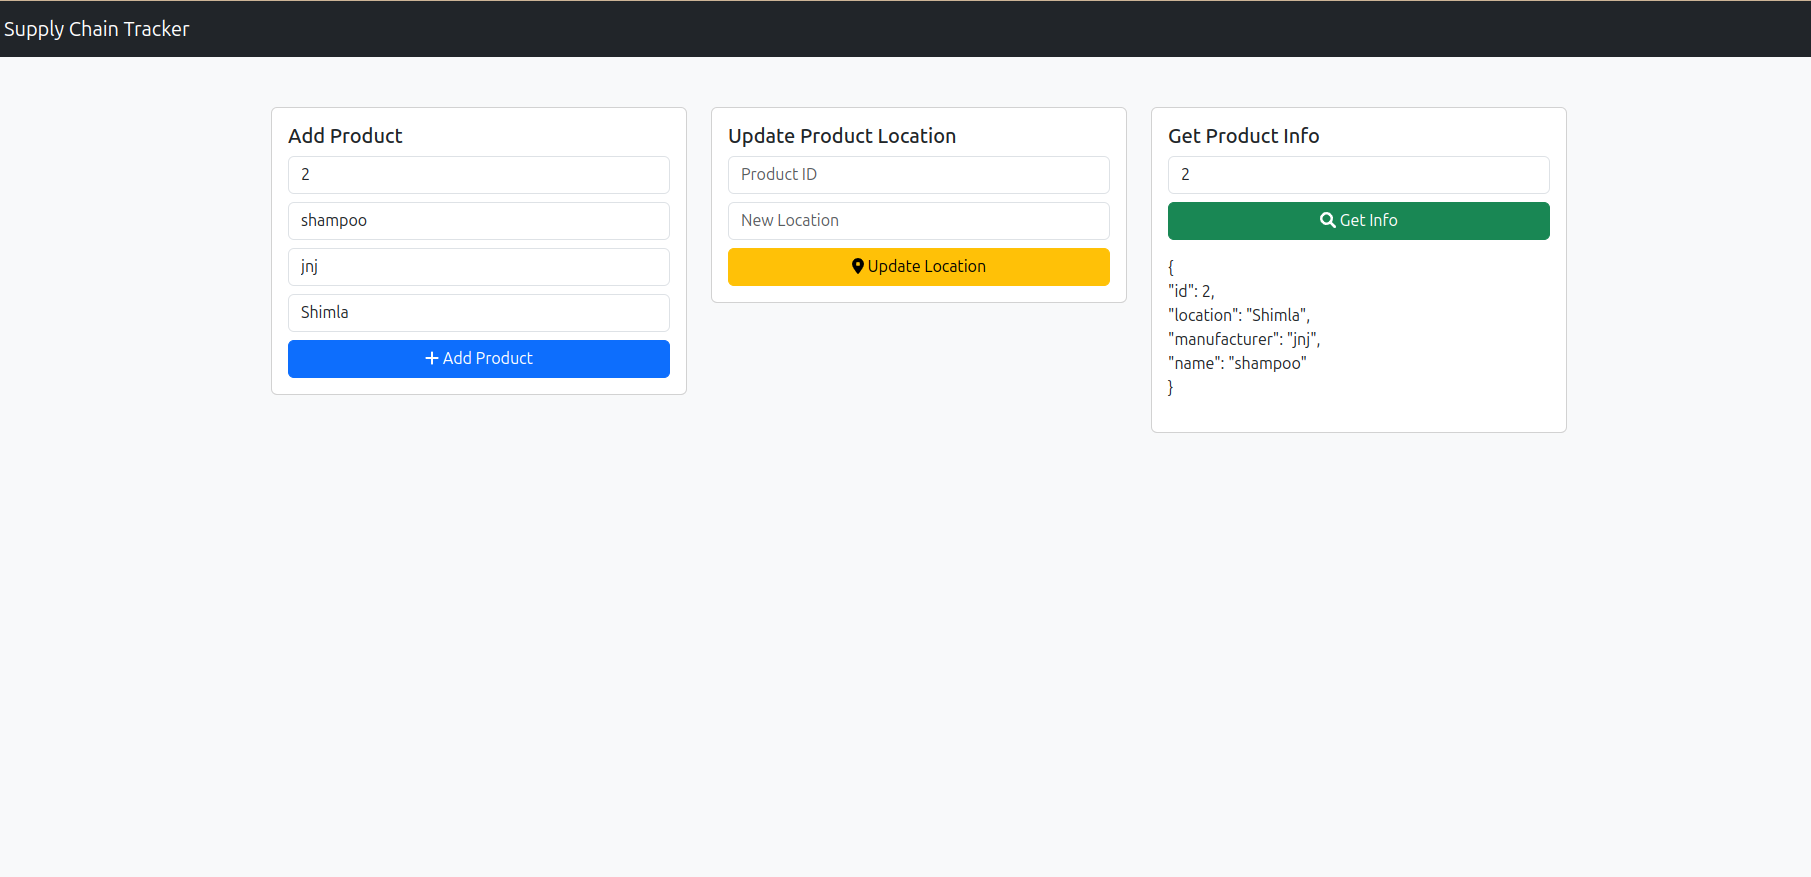 Supply Chain Tracker
Add Product
2
shampoo
jnj
Shimla
Add Product
Update Product Location
Product ID
New Location
Update Location
Get Product Info
2
Get Info
{
"id": 2,
"location": "Shimla",
"manufacturer": "jnj",
"name": "shampoo"
}